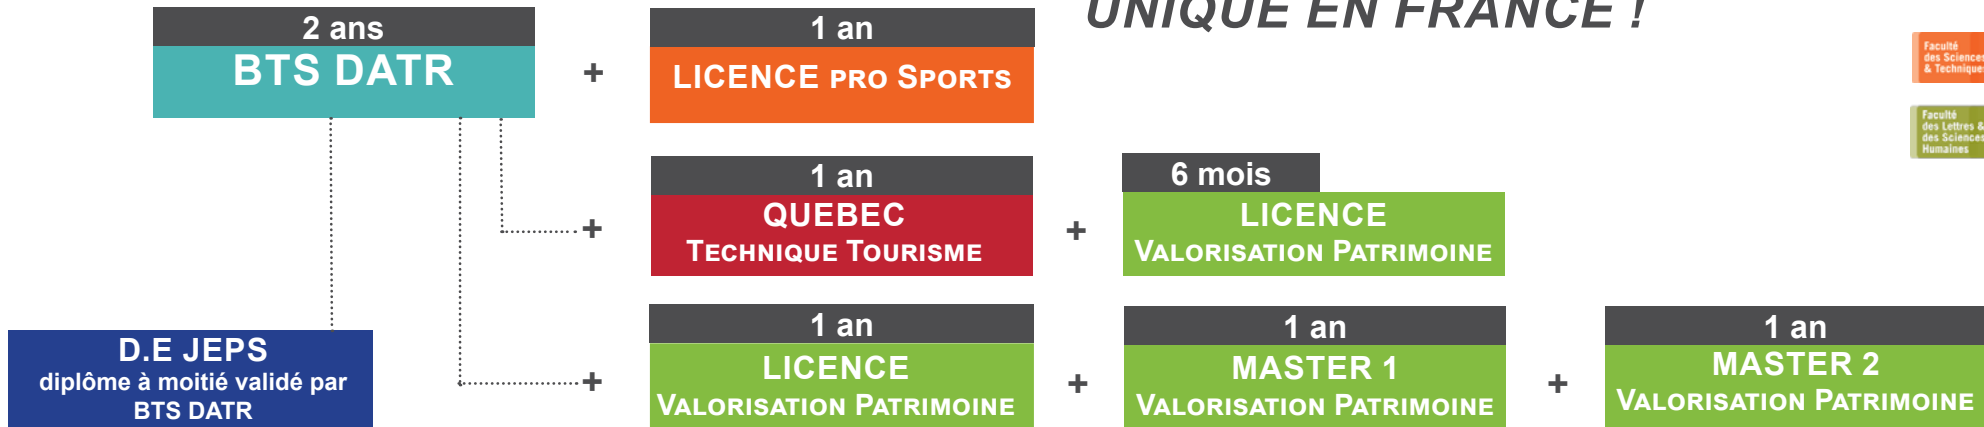 UNIQUE EN FRANCE !
2 ans
BTS DATR
+
1 an
LICENCE PRO SPORTS
Faculté
des Sciences
& Techniques
Faculté
des Lettres &
des Sciences
Humaines
+
1 an
QUEBEC
TECHNIQUE TOURISME
+
6 mois
LICENCE
VALORISATION PATRIMOINE
D.E JEPS
diplôme à moitié validé par
BTS DATR
+
1 an
LICENCE
VALORISATION PATRIMOINE
+
1 an
MASTER 1
VALORISATION PATRIMOINE
+
1 an
MASTER 2
VALORISATION PATRIMOINE